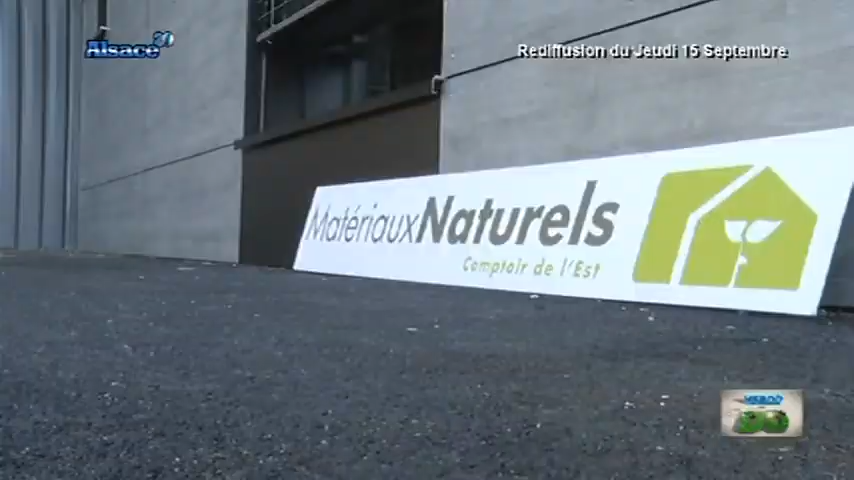 Alsace 20
Rediffusion du Jeudi 15 Septembre
MatériauxNaturels
Comptoir de l'Est